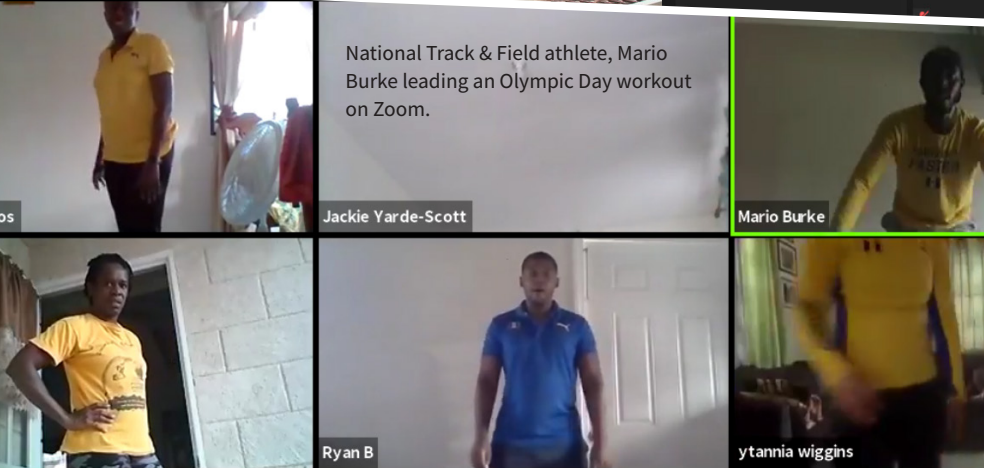 National Track & Field athlete, Mario
Burke leading an Olympic Day workout
on Zoom.
os
Jackie Yarde-Scott
Mario Burke
FASTER
Ryan B
ytannia wiggins